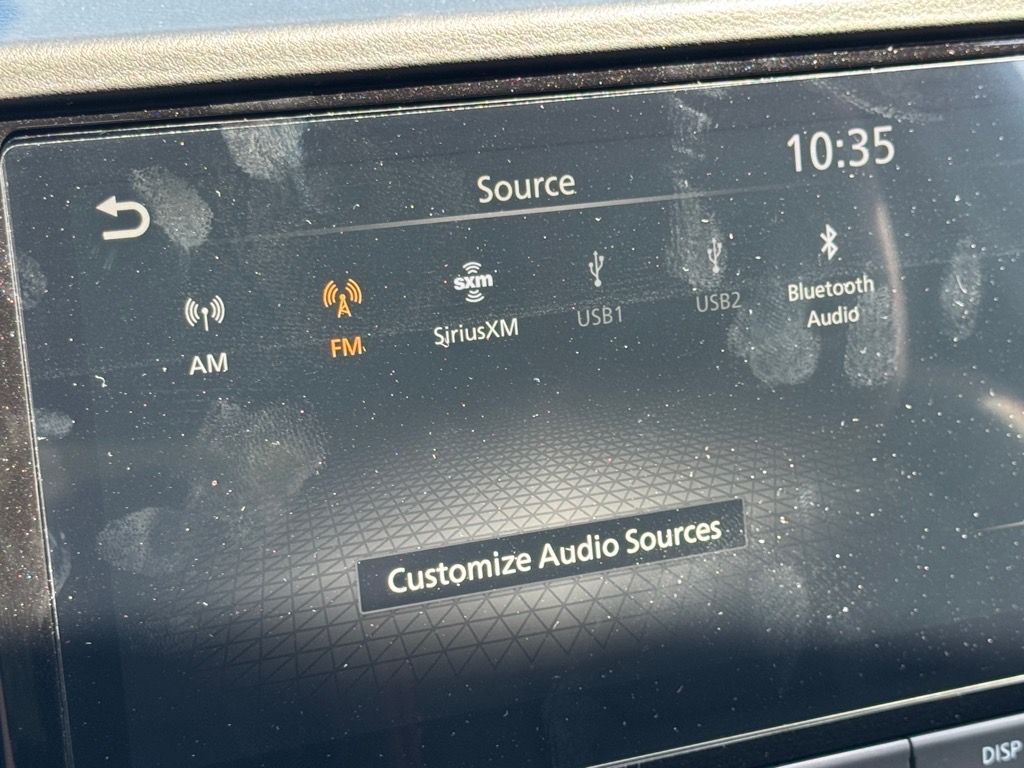 10:35
Source
AM
FM
sxm
SiriusXM
USB1
USB2
Bluetooth
Audio
Customize Audio Sources
DISP